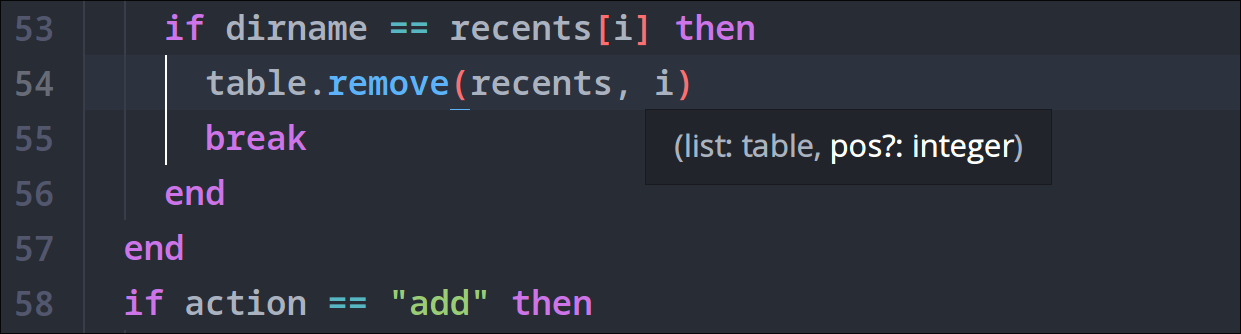 53 if dirname == recents[i] then
54 table.remove(recents, i)
55 break
(list: table, pos?: integer)
56 end
57 end
58 if action == "add" then